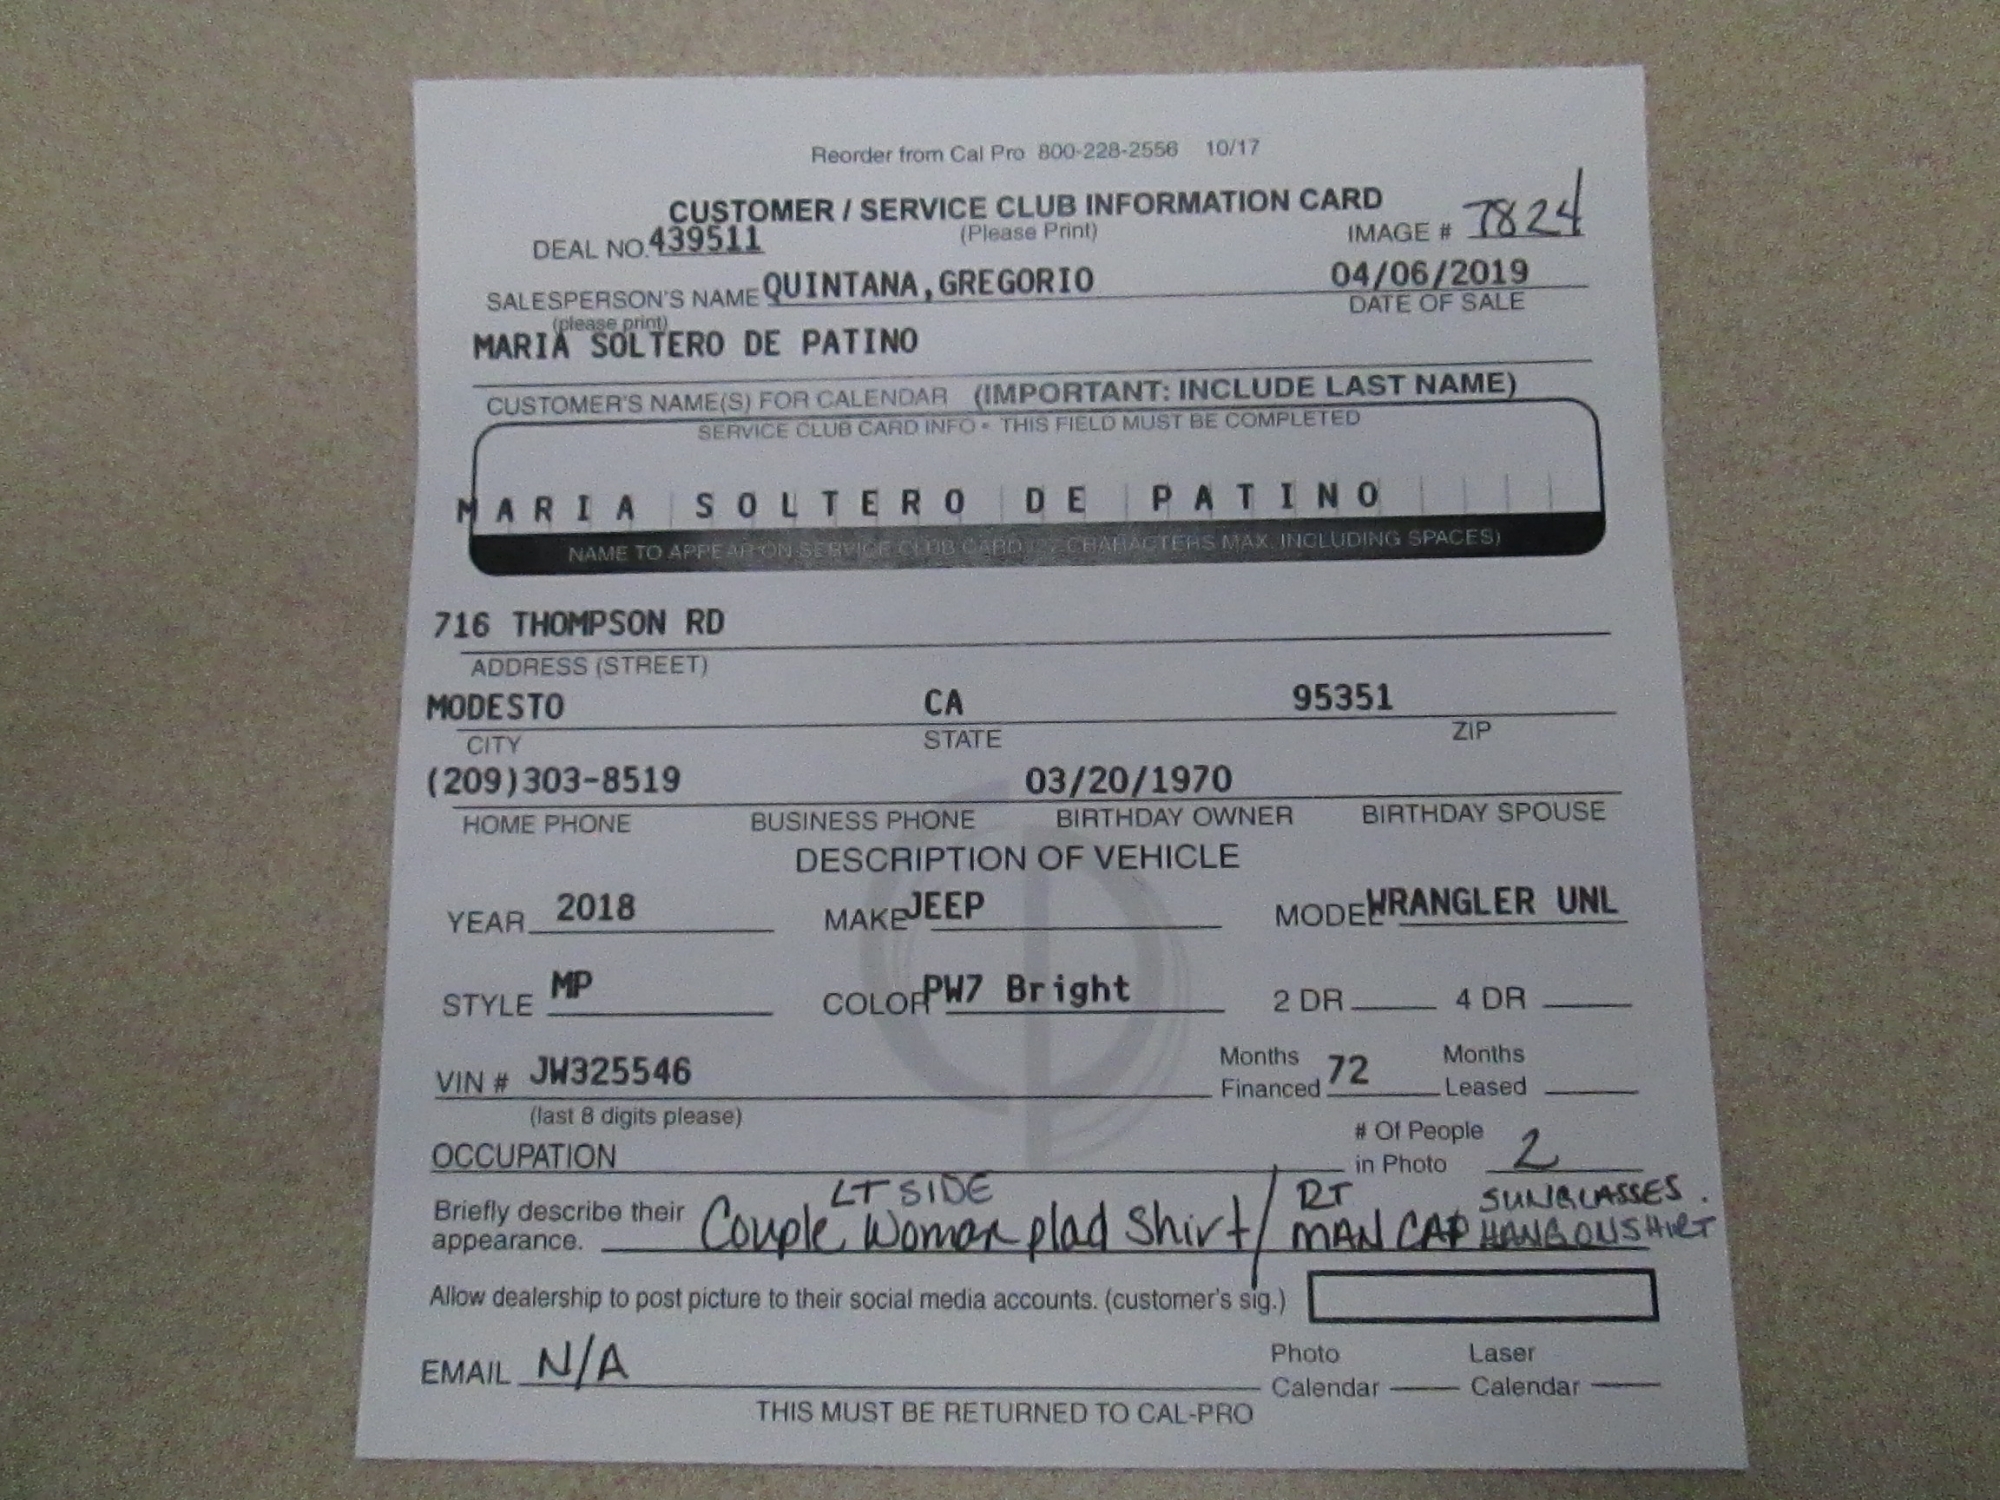 Reorder from Cal Pro 800-228-2556 10/17
CUSTOMER / SERVICE CLUB INFORMATION CARD
DEAL NO. 439511 (Please Print) IMAGE # 7824
SALESPERSON'S NAME QUINTANA,GREGORIO 04/06/2019
(please print) DATE OF SALE
MARIA SOLTERO DE PATINO
CUSTOMER'S NAME(S) FOR CALENDAR (IMPORTANT: INCLUDE LAST NAME)
SERVICE CLUB CARD INFO • THIS FIELD MUST BE COMPLETED
MARIA SOLTERO DE PATINO
NAME TO APPEAR ON SERVICE CLUB CARD CHARACTERS MAX. INCLUDING SPACES)
716 THOMPSON RD
ADDRESS (STREET)
MODESTO CA 95351
CITY STATE ZIP
(209)303-8519 03/20/1970
HOME PHONE BUSINESS PHONE BIRTHDAY OWNER BIRTHDAY SPOUSE
DESCRIPTION OF VEHICLE
YEAR 2018 MAKE JEEP MODEL WRANGLER UNL
STYLE MP COLOR PW7 Bright 2 DR 4 DR
VIN # JW325546 Months Financed 72 Months Leased
(last 8 digits please)
OCCUPATION # Of People in Photo 2
LT SIDE RT SUNGLASSES.
Briefly describe their appearance. Couple Woman plad Shirt/ MAN CAP HANG ON SHIRT
Allow dealership to post picture to their social media accounts. (customer's sig.)
EMAIL N/A Photo Calendar Laser Calendar
THIS MUST BE RETURNED TO CAL-PRO